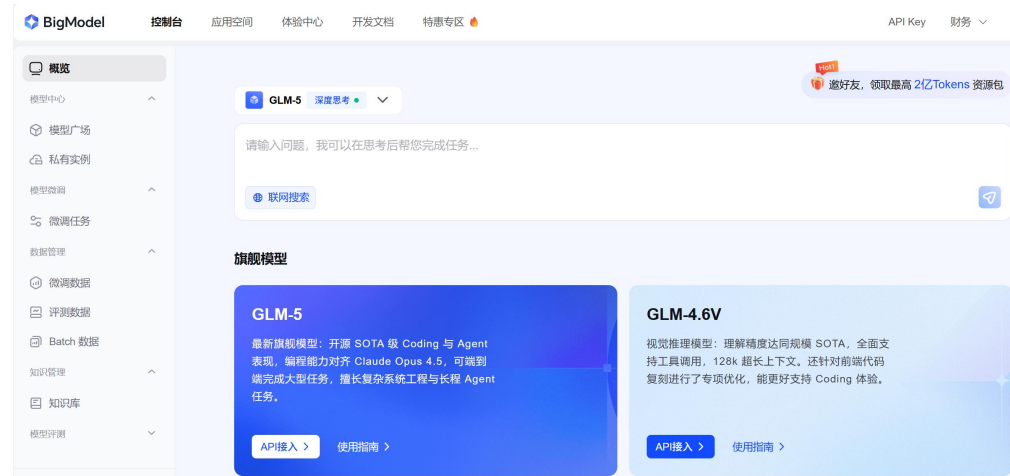 BigModel
控制台
应用空间
体验中心
开发文档
特惠专区
API Key
财务
概览
模型中心
模型广场
私有实例
模型微调
微调任务
数据管理
微调数据
评测数据
Batch 数据
知识管理
知识库
模型评测
Hot!
邀好友，领取最高 2亿Tokens 资源包
GLM-5 深度思考
请输入问题，我可以在思考后帮您完成任务...
联网搜索
旗舰模型
GLM-5
最新旗舰模型：开源 SOTA 级 Coding 与 Agent
表现，编程能力对齐 Claude Opus 4.5，可端到
端完成大型任务，擅长复杂系统工程与长程 Agent
任务。
API接入
使用指南
GLM-4.6V
视觉推理模型：理解精度达同规模 SOTA，全面支
持工具调用，128k 超长上下文。还针对前端代码
复刻进行了专项优化，能更好支持 Coding 体验。
API接入
使用指南